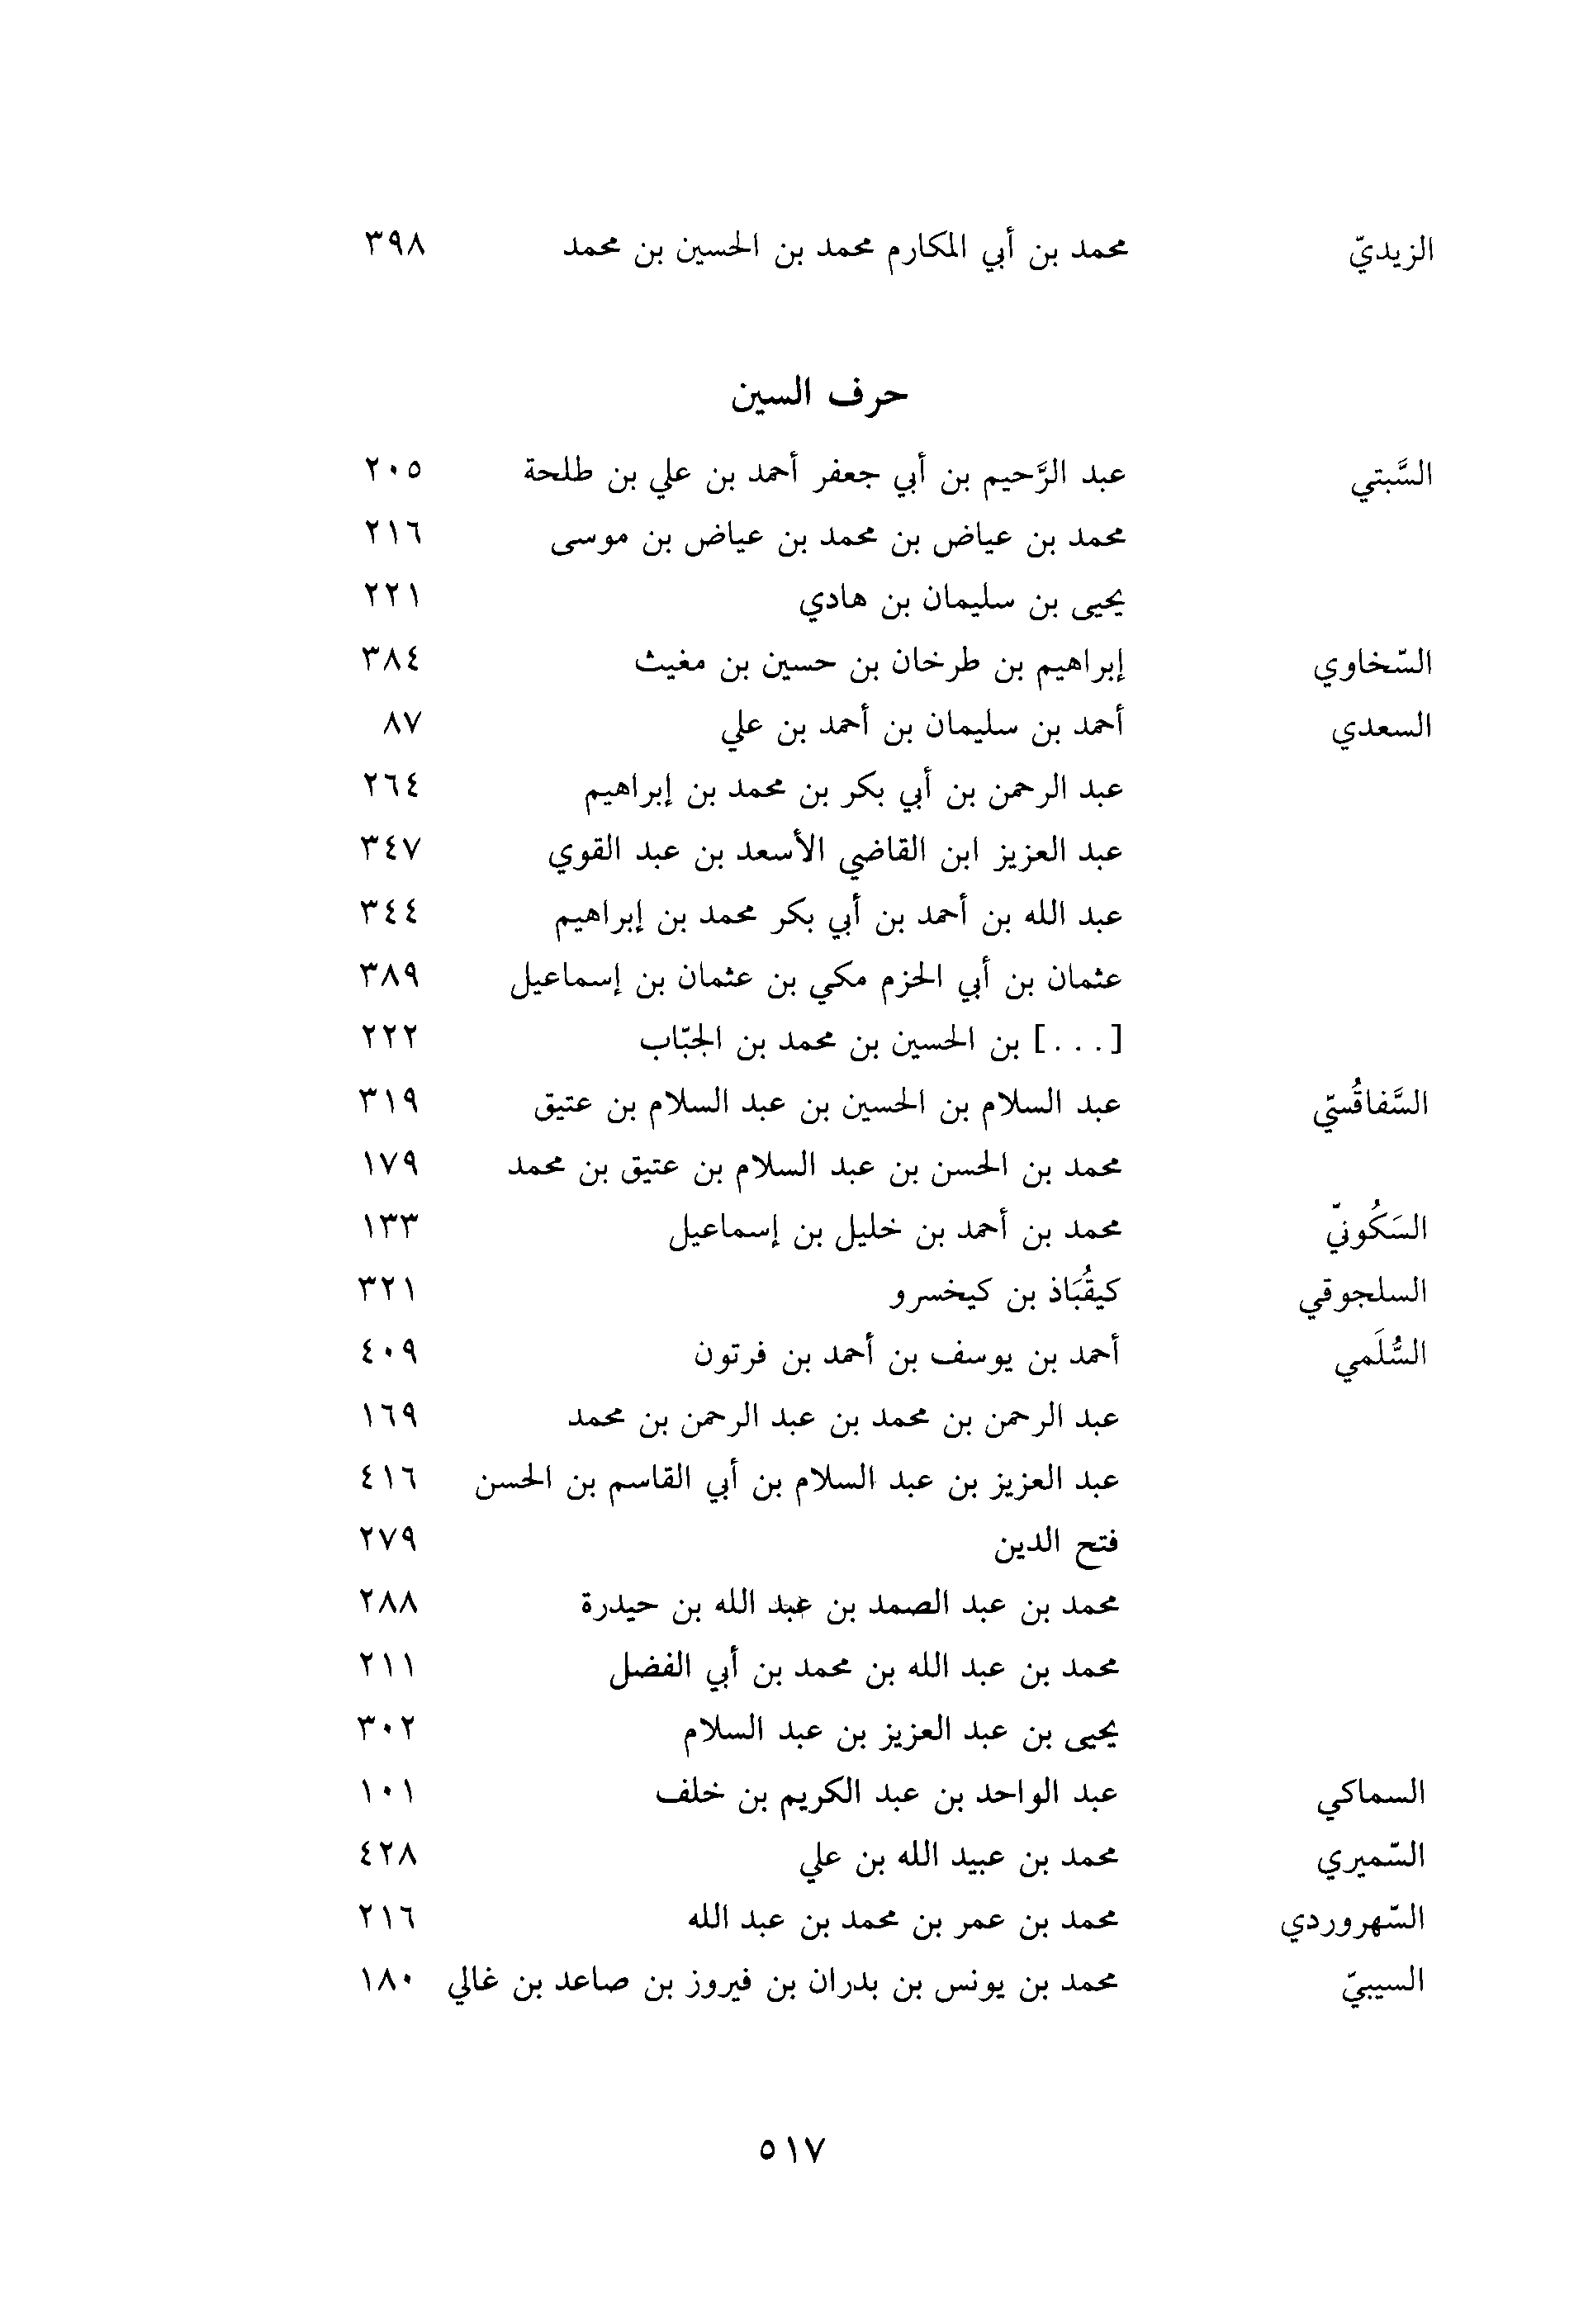 الزيديّ محمد بن أبي المكارم محمد بن الحسين بن محمد ٣٩٨
حرف السين
السَّبتي عبد الرَّحيم بن أبي جعفر أحمد بن علي بن طلحة ٢٠٥
محمد بن عياض بن محمد بن عياض بن موسى ٢١٦
يحيى بن سليمان بن هادي ٢٢١
السّخاوي إبراهيم بن طرخان بن حسين بن مغيث ٣٨٤
السعدي أحمد بن سليمان بن أحمد بن علي ٨٧
عبد الرحمن بن أبي بكر بن محمد بن إبراهيم ٢٦٤
عبد العزيز ابن القاضي الأسعد بن عبد القوي ٣٤٧
عبد الله بن أحمد بن أبي بكر محمد بن إبراهيم ٣٤٤
عثمان بن أبي الحزم مكي بن عثمان بن إسماعيل ٣٨٩
[. . .] بن الحسين بن محمد بن الجبّاب ٢٢٢
السَّفاقُسيّ عبد السلام بن الحسين بن عبد السلام بن عتيق ٣١٩
محمد بن الحسن بن عبد السلام بن عتيق بن محمد ١٧٩
السَكُونيّ محمد بن أحمد بن خليل بن إسماعيل ١٣٣
السلجوقي كيقُبَاذ بن كيخسرو ٣٢١
السُّلَمي أحمد بن يوسف بن أحمد بن فرتون ٤٠٩
عبد الرحمن بن محمد بن عبد الرحمن بن محمد ١٦٩
عبد العزيز بن عبد السلام بن أبي القاسم بن الحسن ٤١٦
فتح الدين ٢٧٩
محمد بن عبد الصمد بن عبد الله بن حيدرة ٢٨٨
محمد بن عبد الله بن محمد بن أبي الفضل ٢١١
يحيى بن عبد العزيز بن عبد السلام ٣٠٢
السماكي عبد الواحد بن عبد الكريم بن خلف ١٠١
السّميري محمد بن عبيد الله بن علي ٤٢٨
السّهروردي محمد بن عمر بن محمد بن عبد الله ٢١٦
السيبيّ محمد بن يونس بن بدران بن فيروز بن صاعد بن غالي ١٨٠
٥١٧